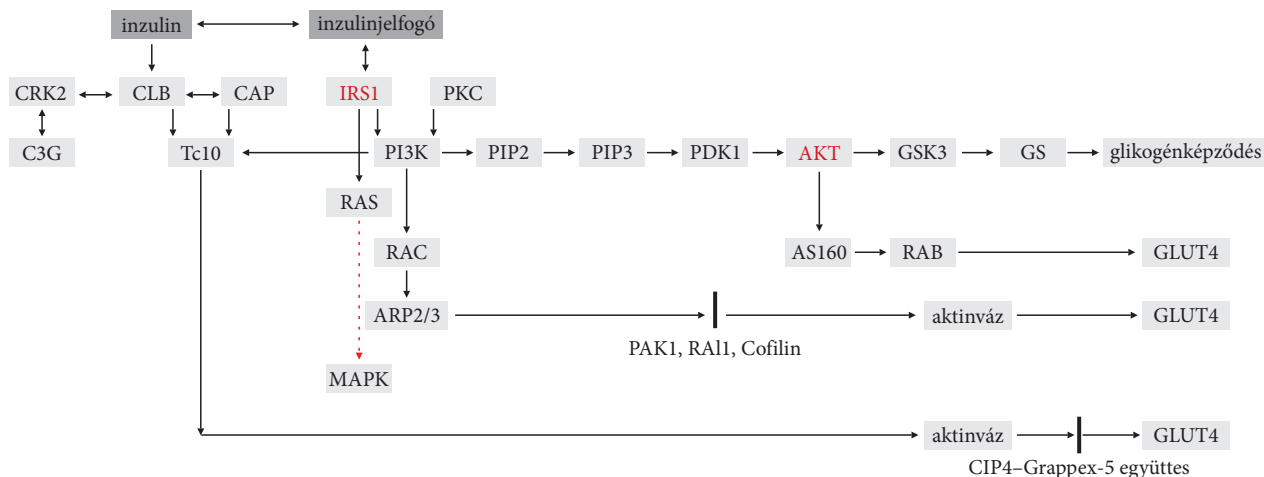 inzulin
inzulinjelfogó
CRK2
CLB
CAP
IRS1
PKC
C3G
Tc10
PI3K
PIP2
PIP3
PDK1
AKT
GSK3
GS
glikogénképződés
RAS
RAC
AS160
RAB
GLUT4
ARP2/3
aktinváz
GLUT4
PAK1, RAl1, Cofilin
MAPK
aktinváz
GLUT4
CIP4–Grappex-5 együttes